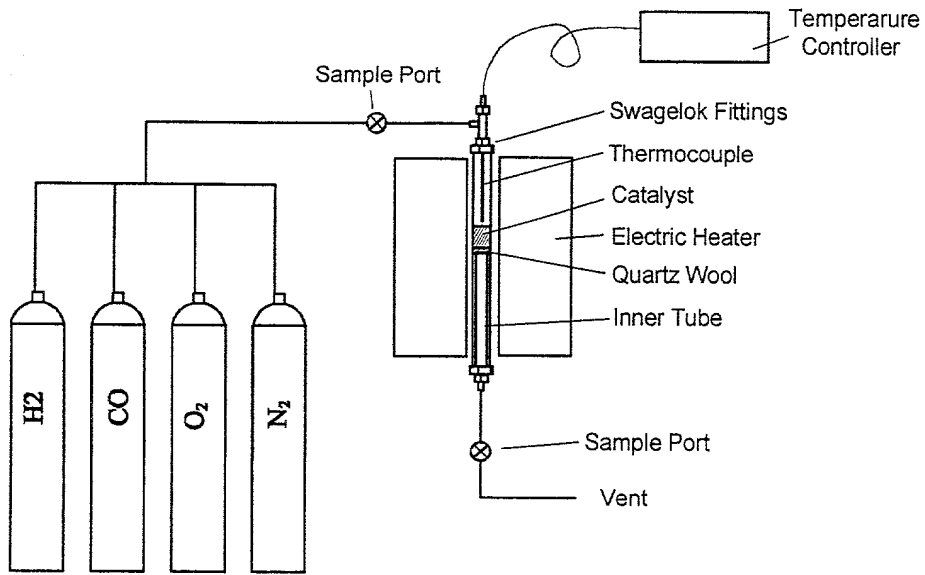 Temperarure
Controller
Sample Port
Swagelok Fittings
Thermocouple
Catalyst
Electric Heater
Quartz Wool
Inner Tube
H2
CO
O₂
N₂
Sample Port
Vent